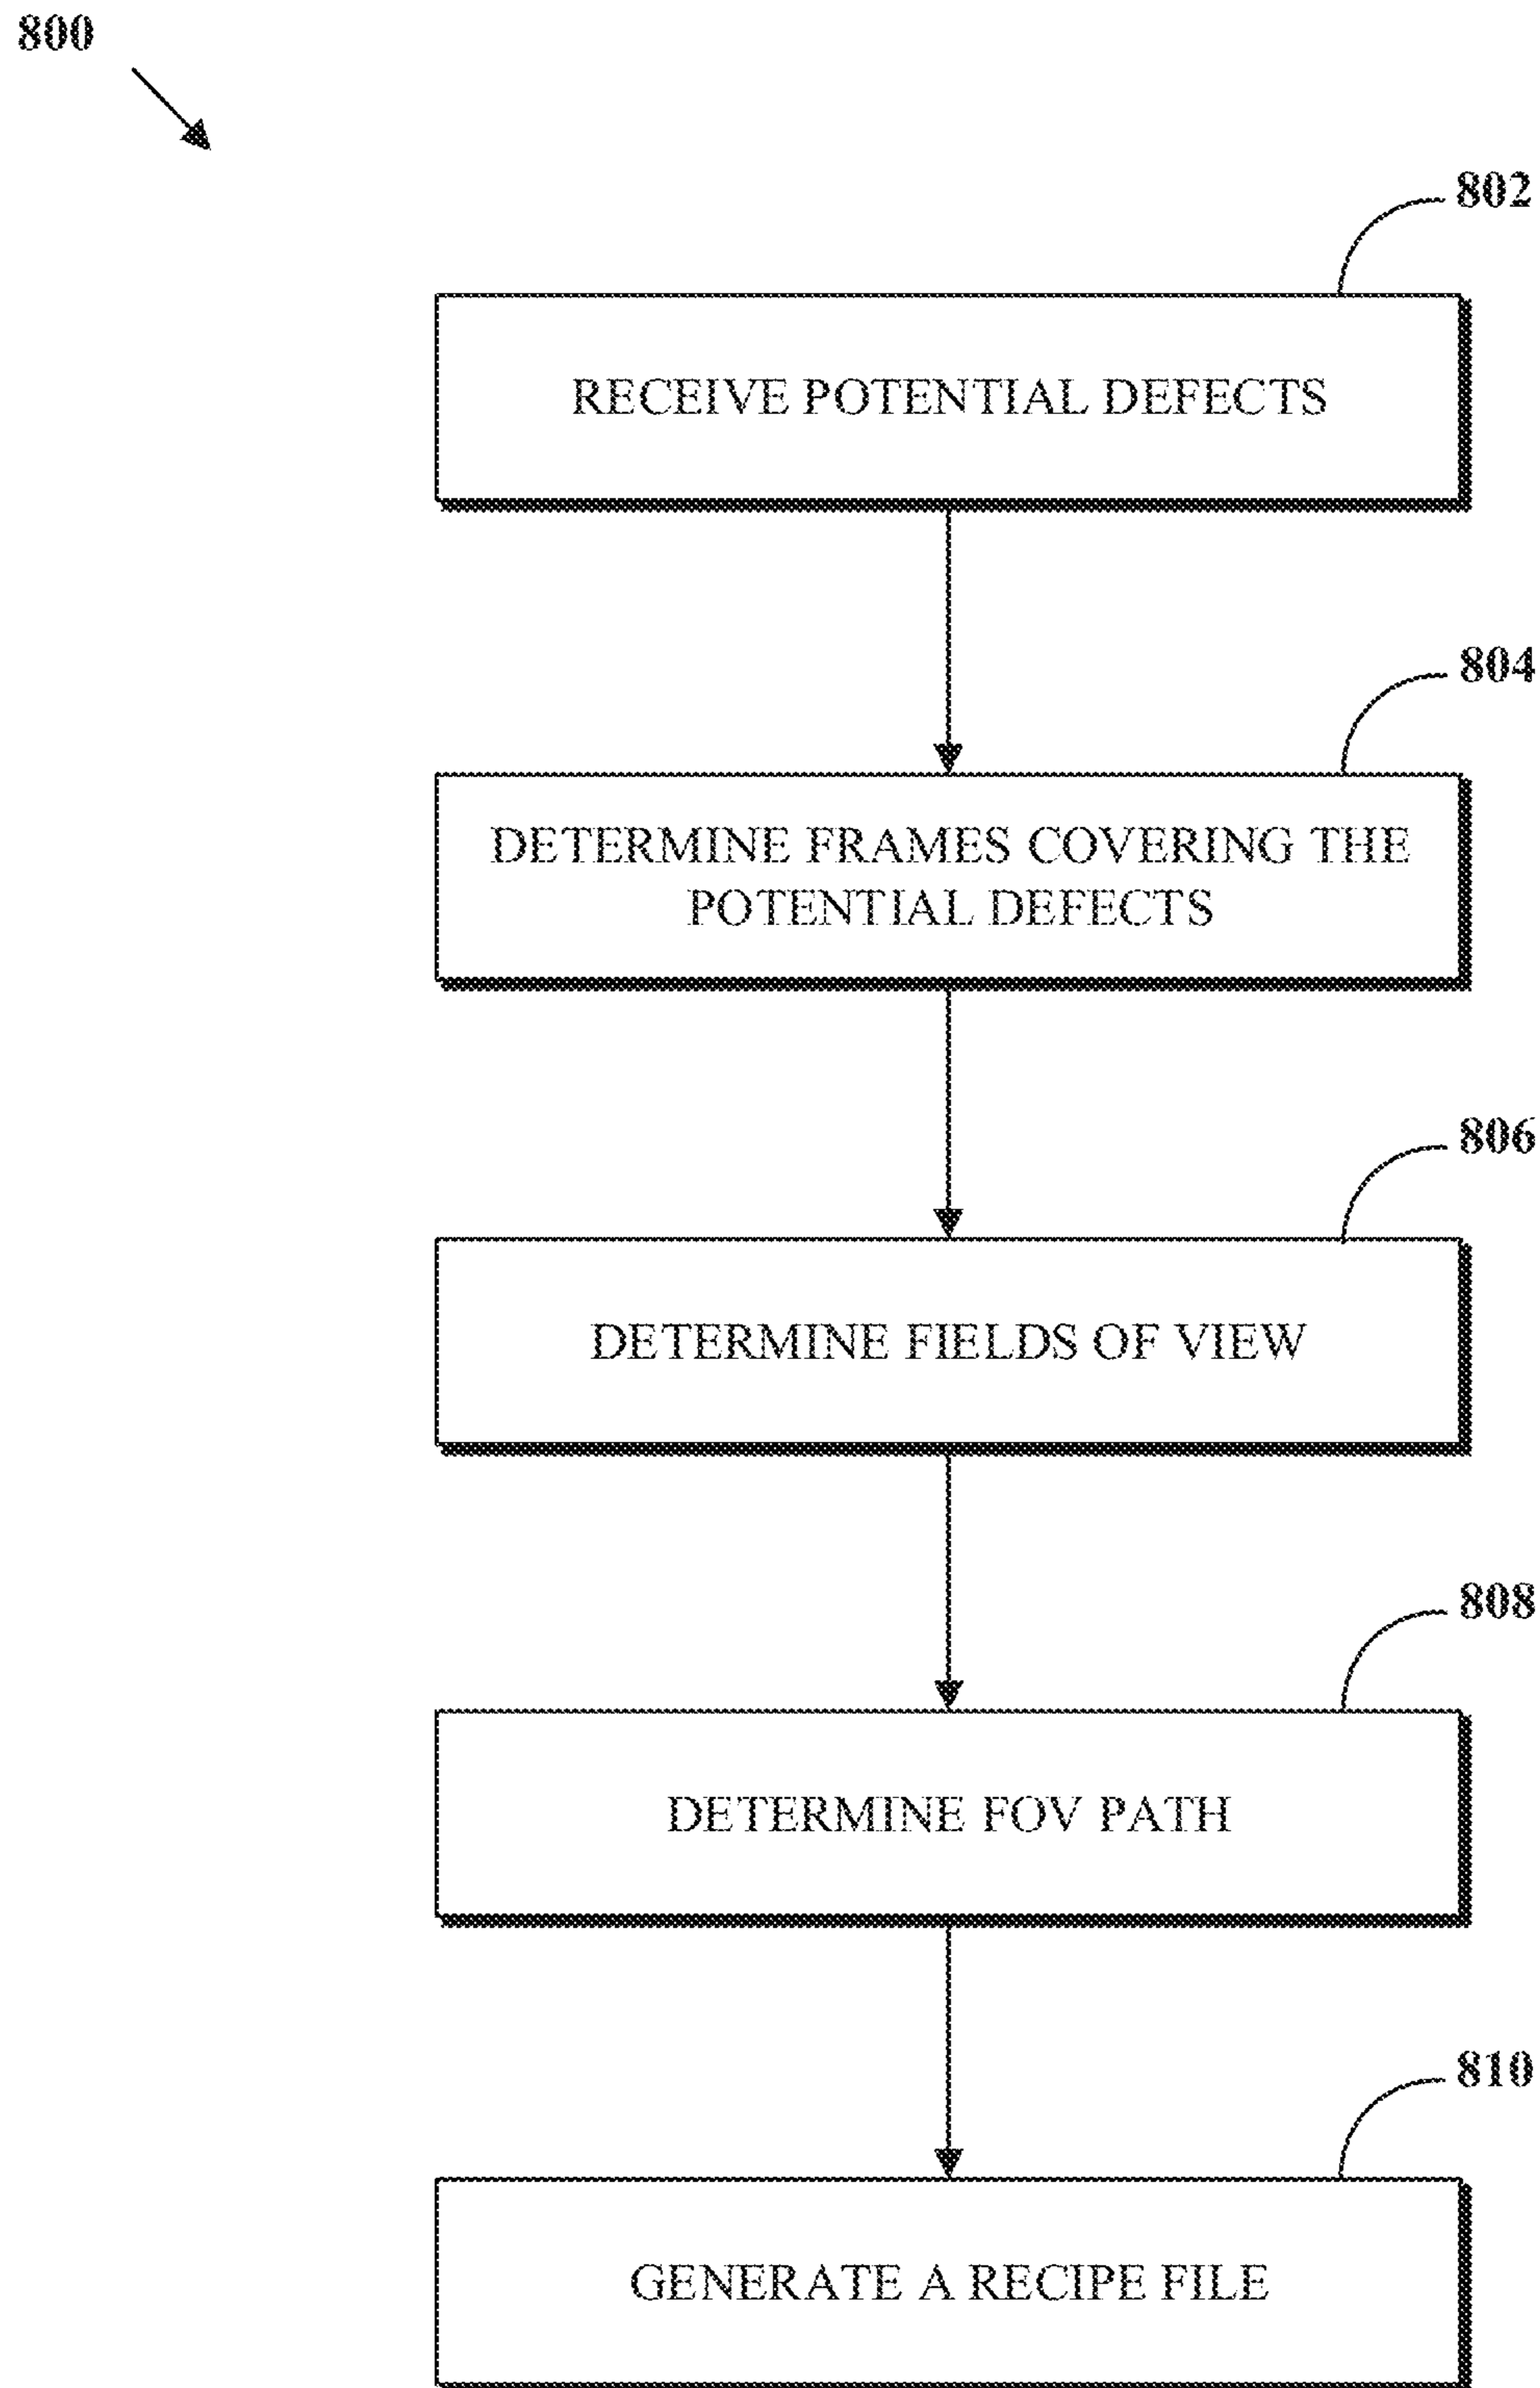 800
802
RECEIVE POTENTIAL DEFECTS
804
DETERMINE FRAMES COVERING THE
POTENTIAL DEFECTS
806
DETERMINE FIELDS OF VIEW
808
DETERMINE FOV PATH
810
GENERATE A RECIPE FILE